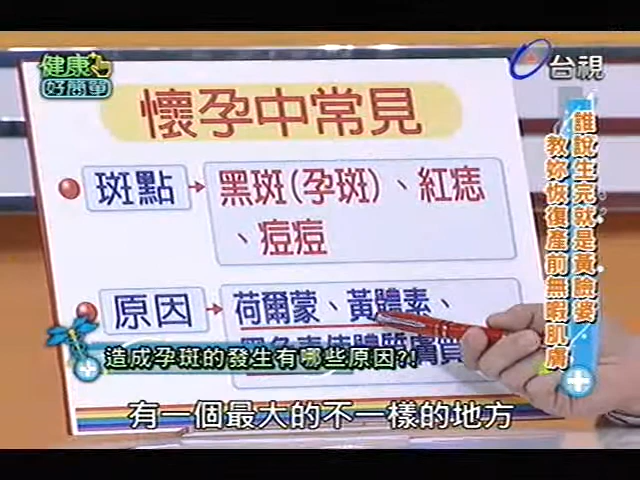 健康
好簡單
台視
懷孕中常見
斑點
黑斑(孕斑)、紅痣
、痘痘
原因
荷爾蒙、黃體素、
造成孕斑的發生有哪些原因?!
有一個最大的不一樣的地方
誰說生完就是黃臉婆
教妳恢復產前無瑕肌膚